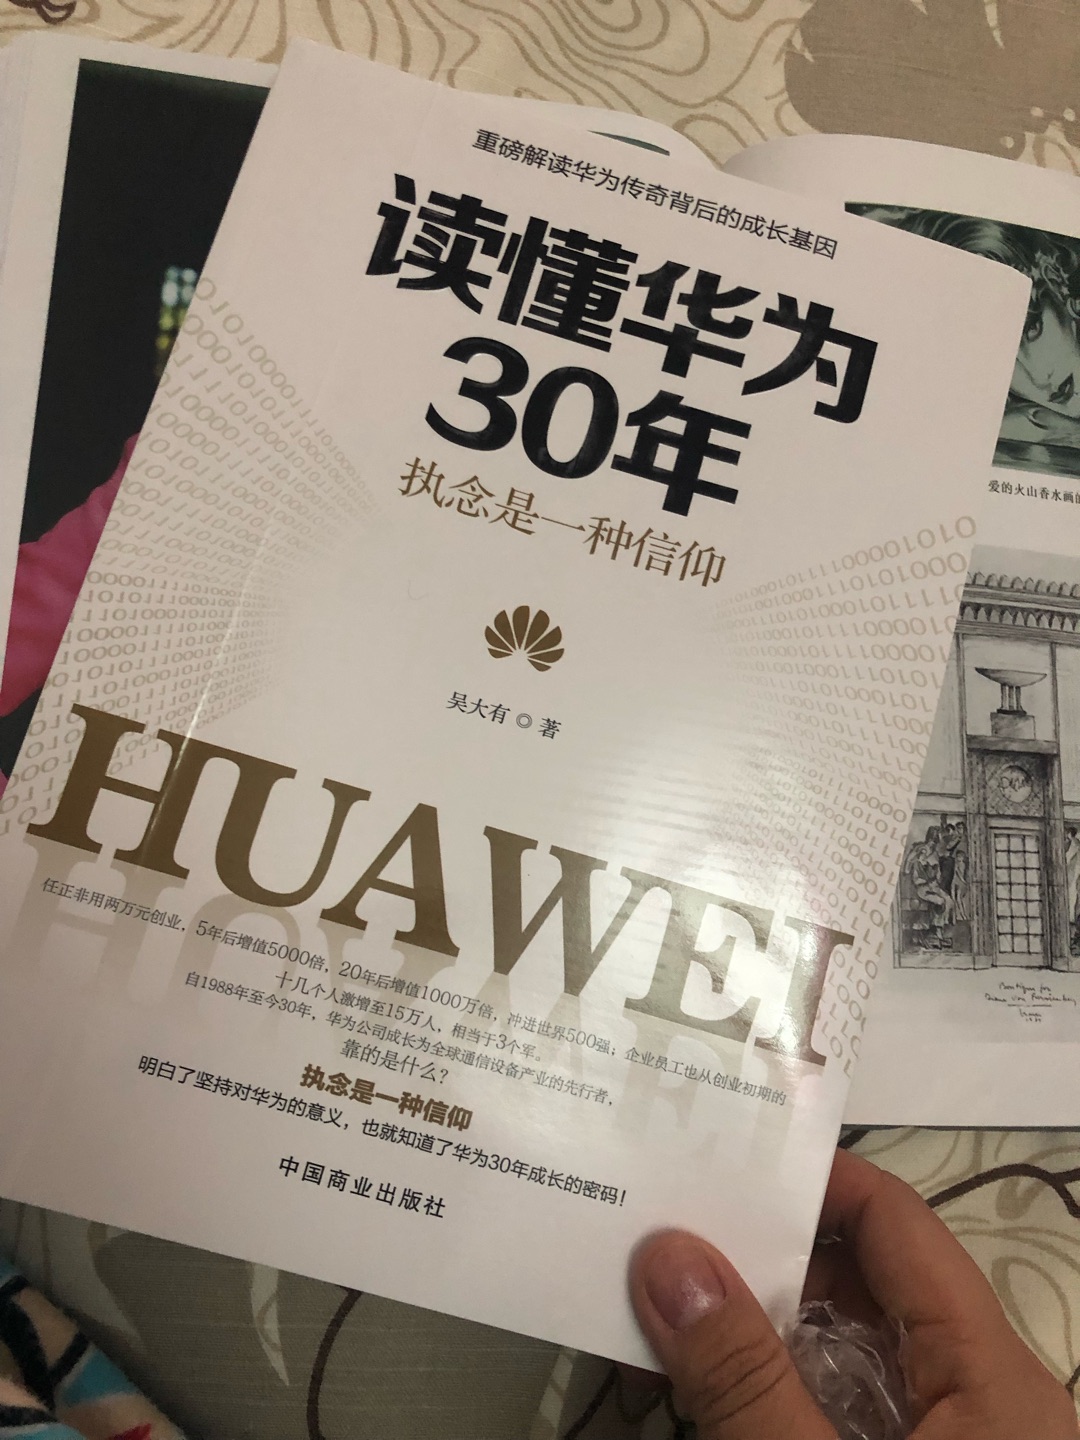 重磅解读华为传奇背后的成长基因
读懂华为
30年
执念是一种信仰
吴大有◎著
HUAWEI
任正非用两万元创业，5年后增值5000倍，20年后增值1000万倍，冲进世界500强；企业员工也从创业初期的
十几个人激增至15万人，相当于3个军。
自1988年至今30年，华为公司成长为全球通信设备产业的先行者，
靠的是什么？
执念是一种信仰
明白了坚持对华为的意义，也就知道了华为30年成长的密码！
中国商业出版社
爱的火山香水画的